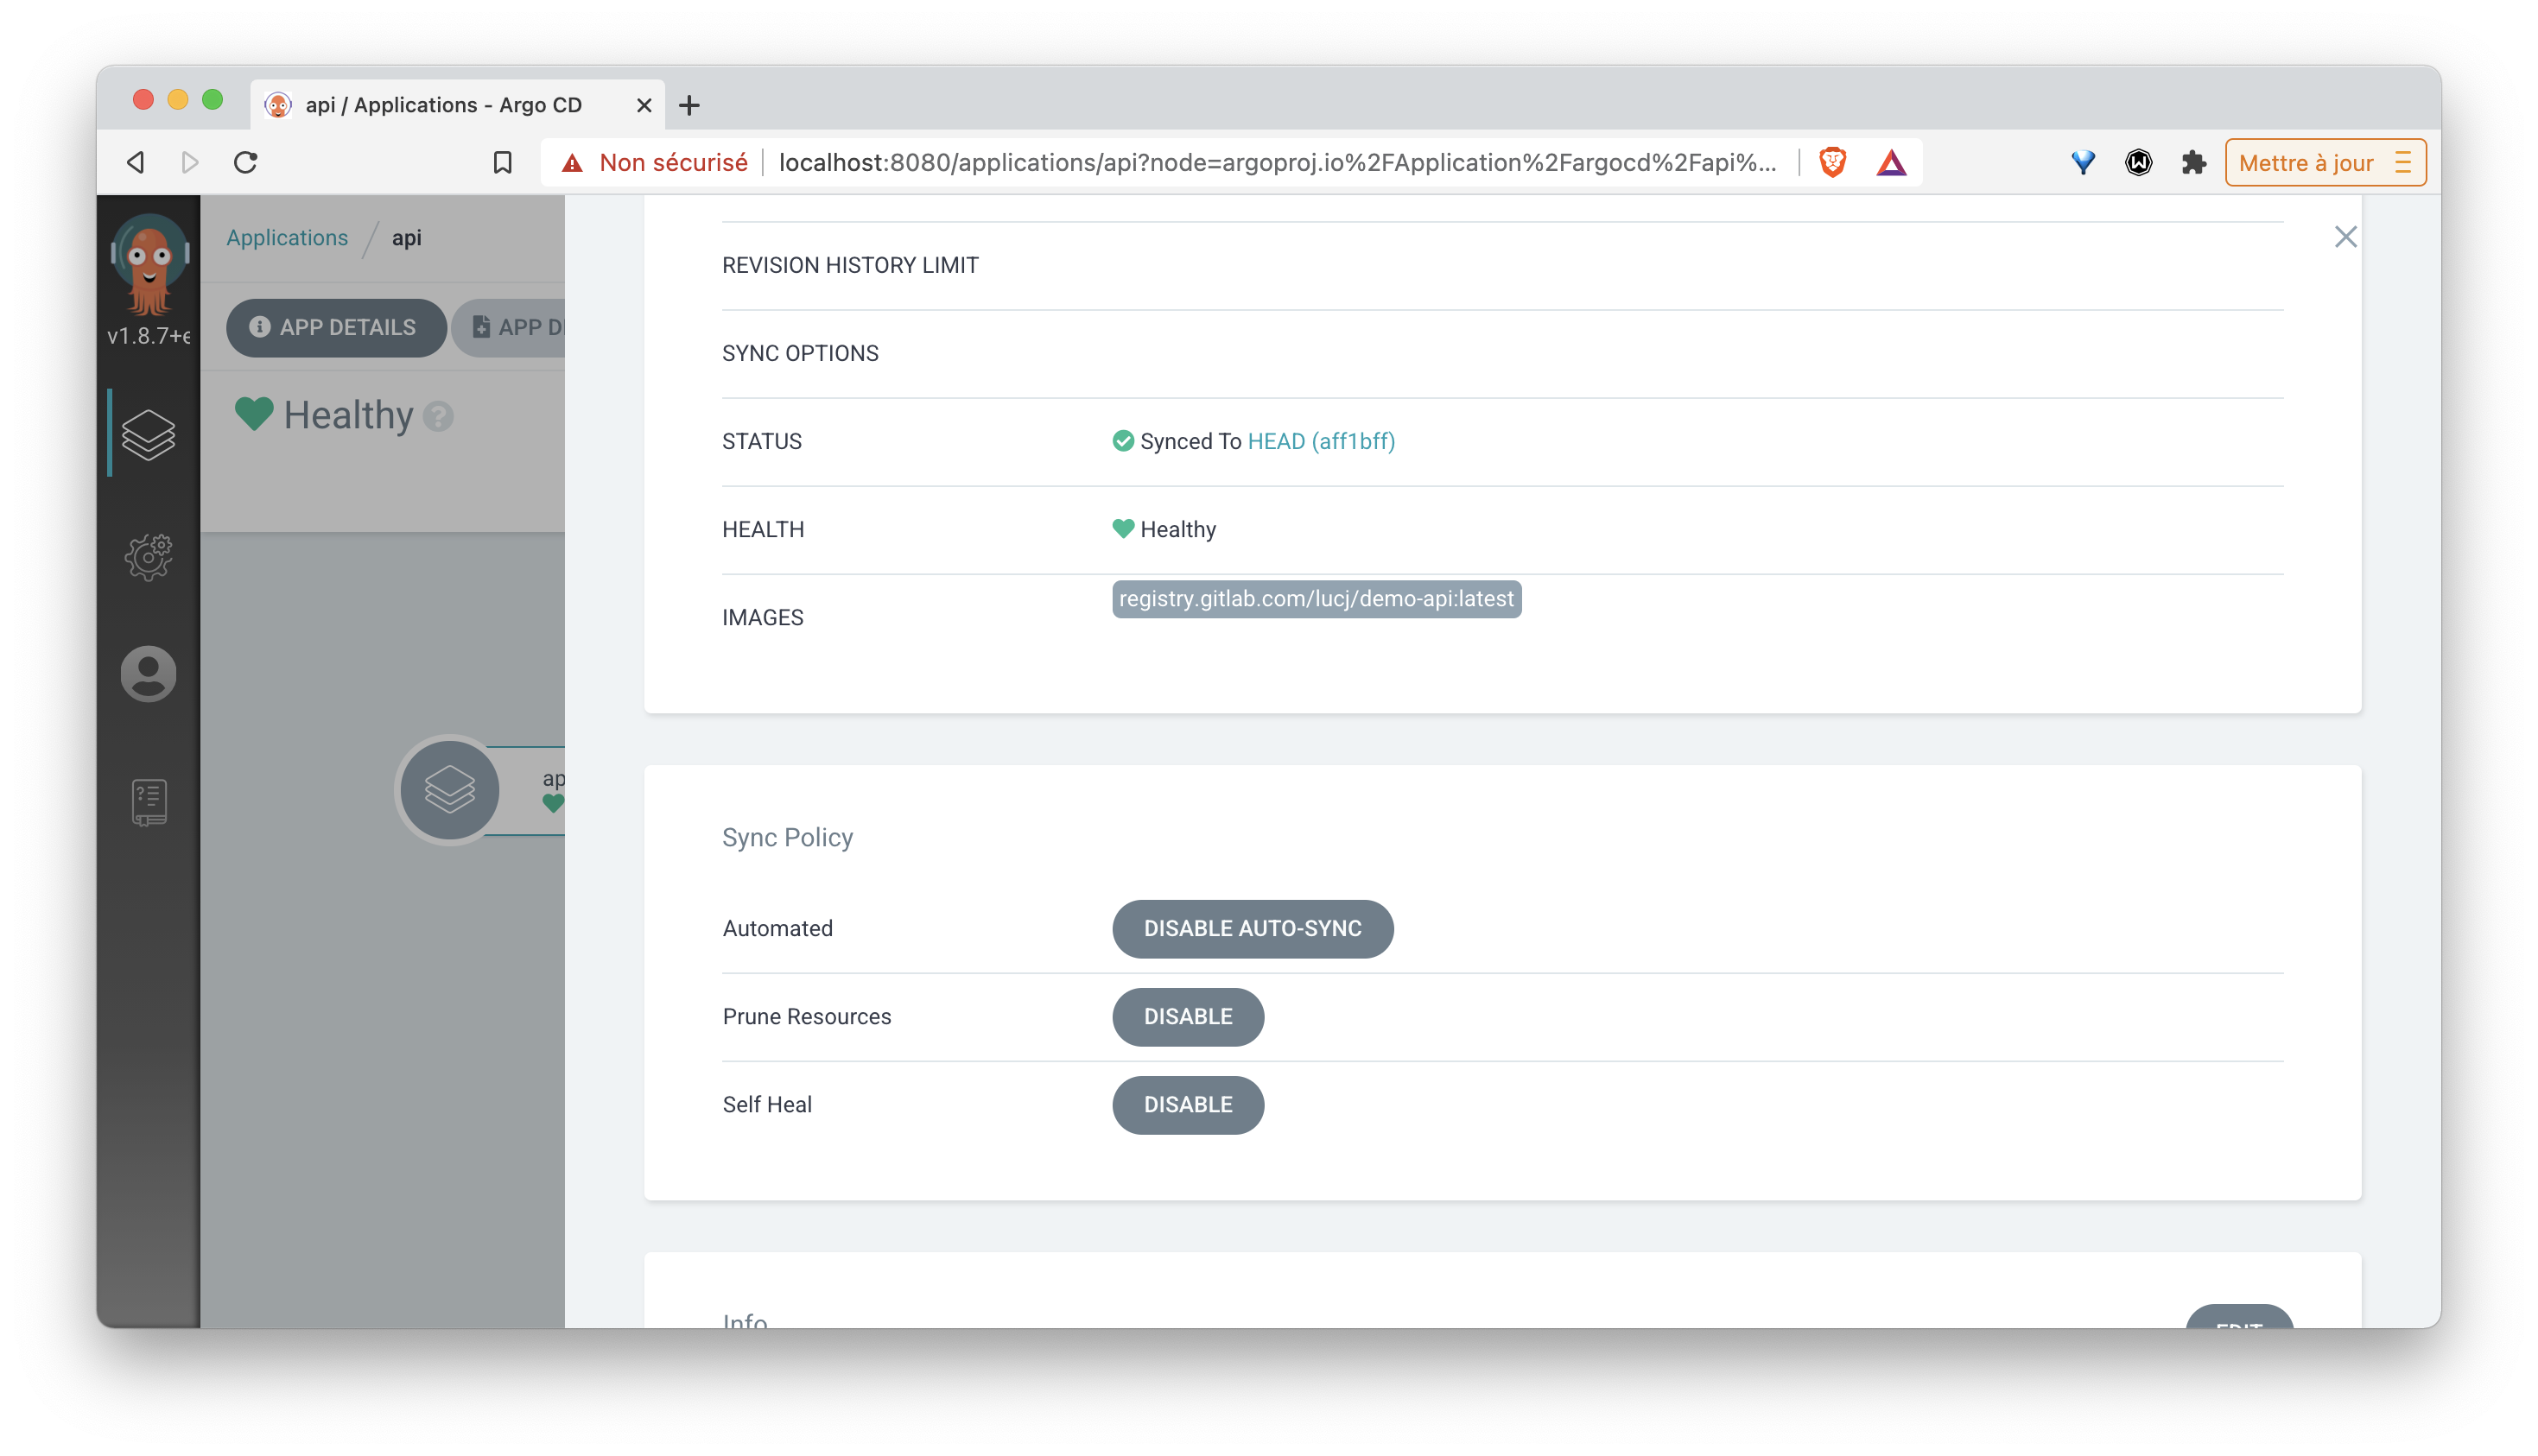 api / Applications - Argo CD
Non sécurisé localhost:8080/applications/api?node=argoproj.io%2FApplication%2Fargocd%2Fapi%...
Mettre à jour
v1.8.7+e
Applications / api
APP DETAILS
APP D
Healthy
ap
REVISION HISTORY LIMIT
SYNC OPTIONS
STATUS Synced To HEAD (aff1bff)
HEALTH Healthy
IMAGES registry.gitlab.com/lucj/demo-api:latest
Sync Policy
Automated DISABLE AUTO-SYNC
Prune Resources DISABLE
Self Heal DISABLE
Info EDIT